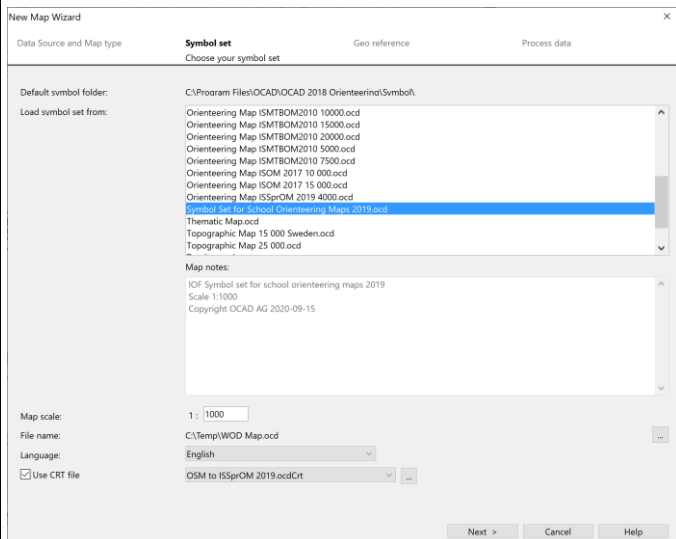 New Map Wizard
Data Source and Map type Symbol set Geo reference Process data
Choose your symbol set
Default symbol folder: C:\Program Files\OCAD\OCAD 2018 Orienteering\Symbol\
Load symbol set from:
Orienteering Map ISMTBOM2010 10000.ocd
Orienteering Map ISMTBOM2010 15000.ocd
Orienteering Map ISMTBOM2010 20000.ocd
Orienteering Map ISMTBOM2010 5000.ocd
Orienteering Map ISMTBOM2010 7500.ocd
Orienteering Map ISOM 2017 10 000.ocd
Orienteering Map ISOM 2017 15 000.ocd
Orienteering Map ISSprOM 2019 4000.ocd
Symbol Set for School Orienteering Maps 2019.ocd
Thematic Map.ocd
Topographic Map 15 000 Sweden.ocd
Topographic Map 25 000.ocd
Map notes:
IOF Symbol set for school orienteering maps 2019
Scale 1:1000
Copyright OCAD AG 2020-09-15
Map scale: 1 : 1000
File name: C:\Temp\WOD Map.ocd ...
Language: English
Use CRT file OSM to ISSprOM 2019.ocdCrt ...
Next > Cancel Help